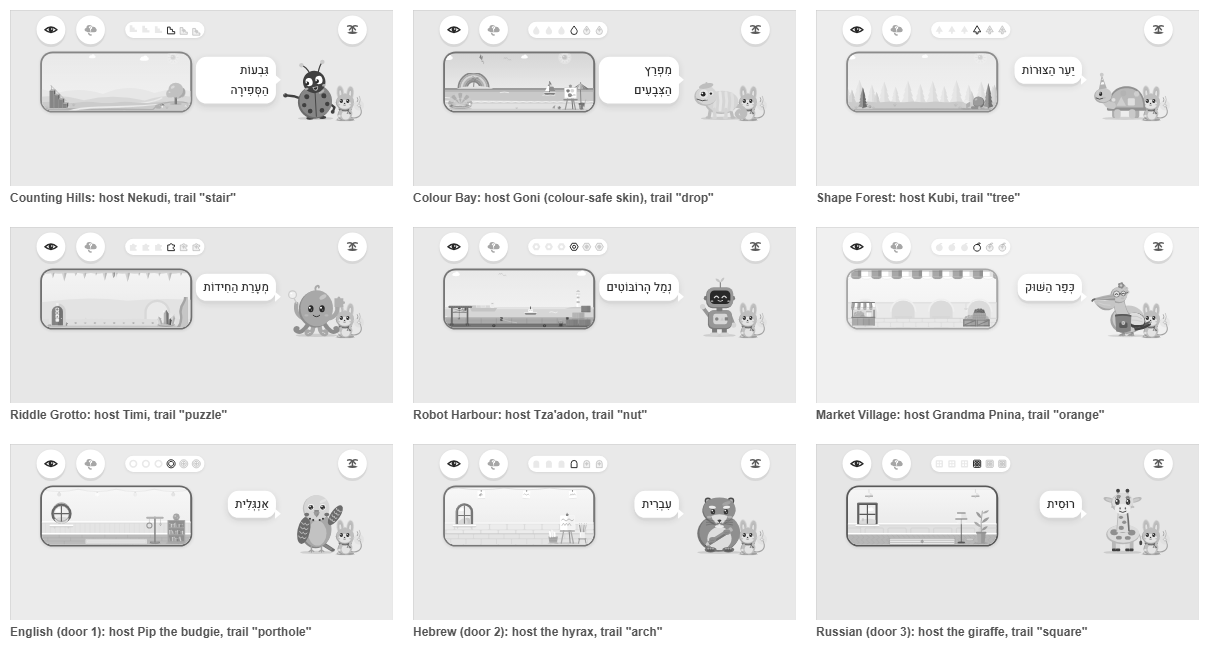 גִּבְעוֹת
הַסְּפִירָה
Counting Hills: host Nekudi, trail "stair"
מִפְרַץ
הַצְּבָעִים
Colour Bay: host Goni (colour-safe skin), trail "drop"
יַעַר הַצּוּרוֹת
Shape Forest: host Kubi, trail "tree"
מְעָרַת הַחִידוֹת
Riddle Grotto: host Timi, trail "puzzle"
נְמַל הָרוֹבּוֹטִים
Robot Harbour: host Tza'adon, trail "nut"
כְּפַר הַשּׁוּק
Market Village: host Grandma Pnina, trail "orange"
אַנְגְּלִית
English (door 1): host Pip the budgie, trail "porthole"
עִבְרִית
Hebrew (door 2): host the hyrax, trail "arch"
רוּסִית
Russian (door 3): host the giraffe, trail "square"